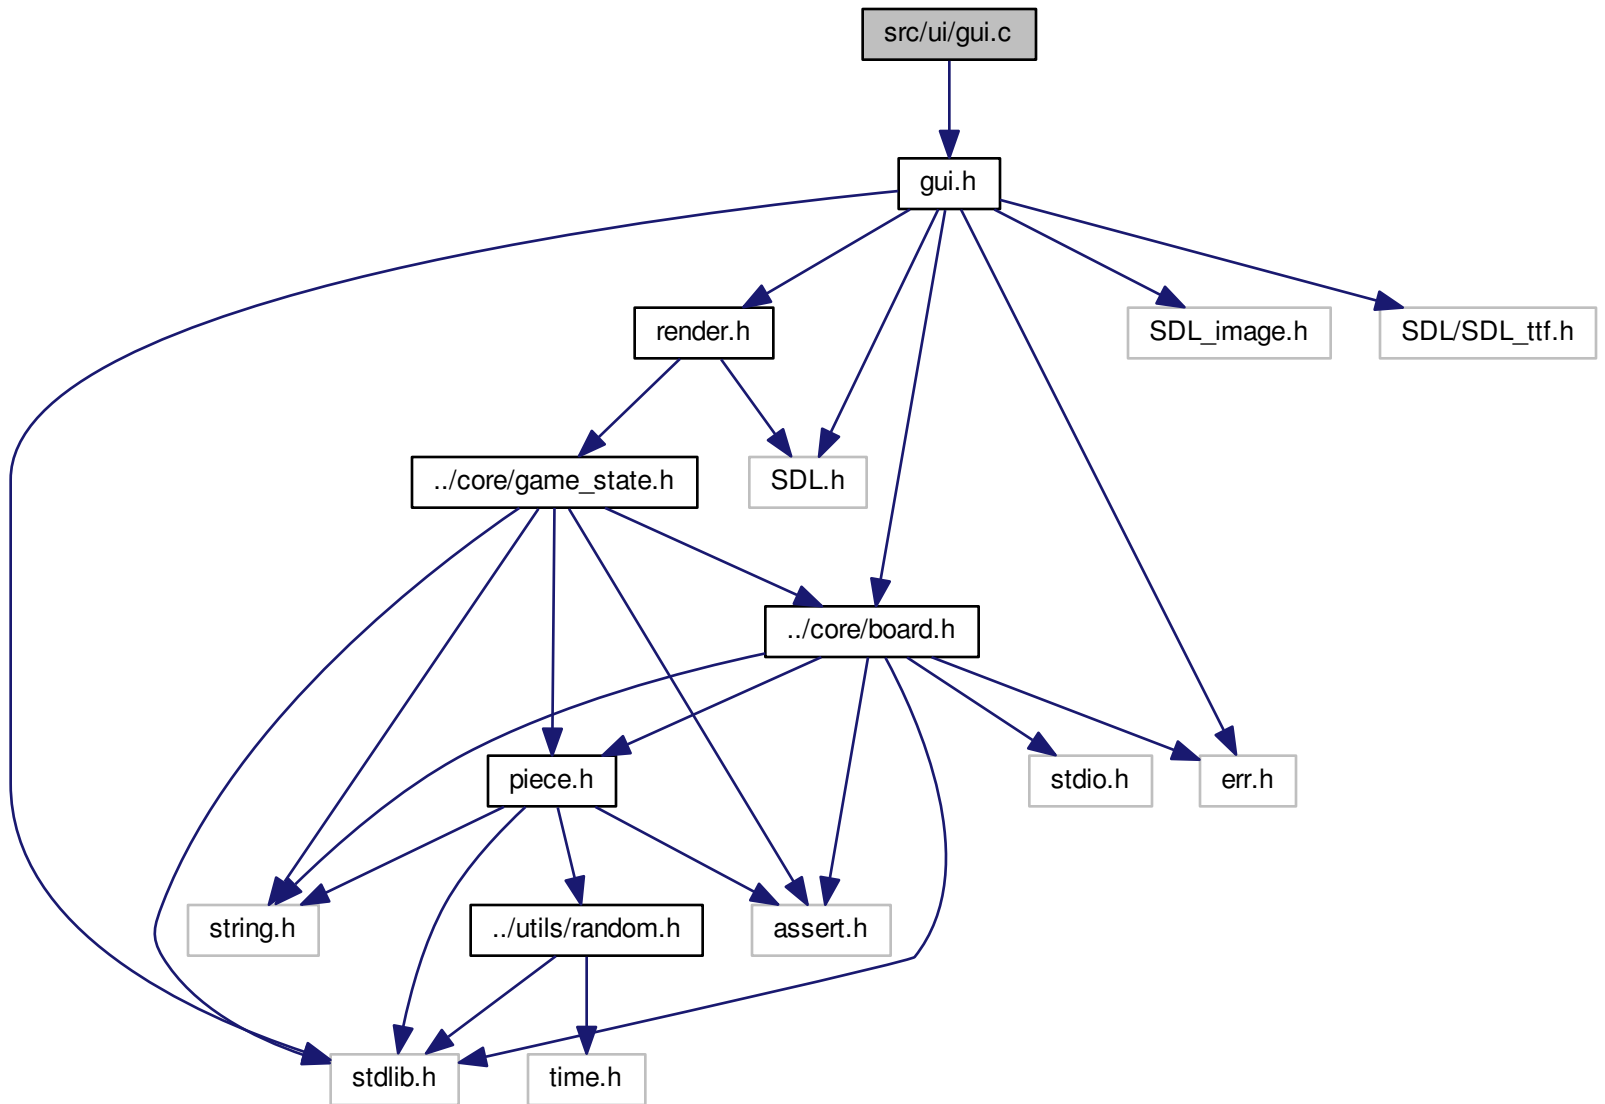 src/ui/gui.c
gui.h
render.h
SDL_image.h
SDL/SDL_ttf.h
../core/game_state.h
SDL.h
../core/board.h
piece.h
stdio.h
err.h
string.h
../utils/random.h
assert.h
stdlib.h
time.h